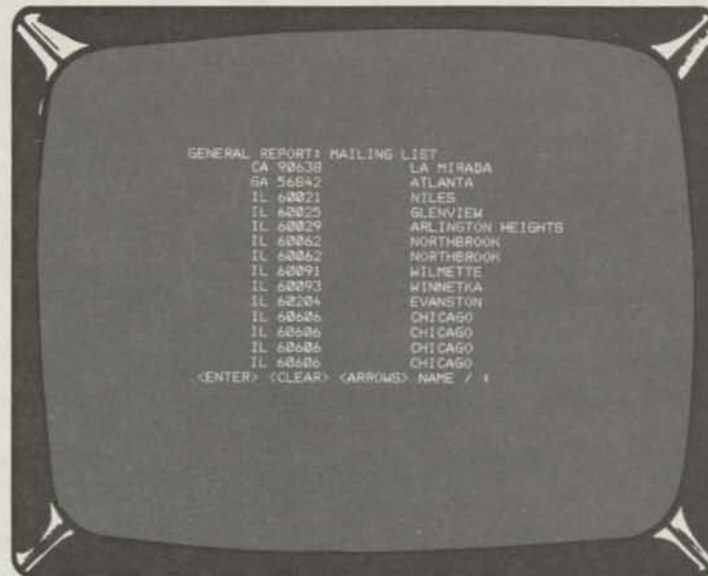 GENERAL REPORT: MAILING LIST
CA 90638 LA MIRADA
GA 56842 ATLANTA
IL 60021 NILES
IL 60025 GLENVIEW
IL 60029 ARLINGTON HEIGHTS
IL 60062 NORTHBROOK
IL 60062 NORTHBROOK
IL 60091 WILMETTE
IL 60093 WINNETKA
IL 60204 EVANSTON
IL 60606 CHICAGO
IL 60606 CHICAGO
IL 60606 CHICAGO
IL 60606 CHICAGO
<ENTER> <CLEAR> <ARROWS> NAME / :